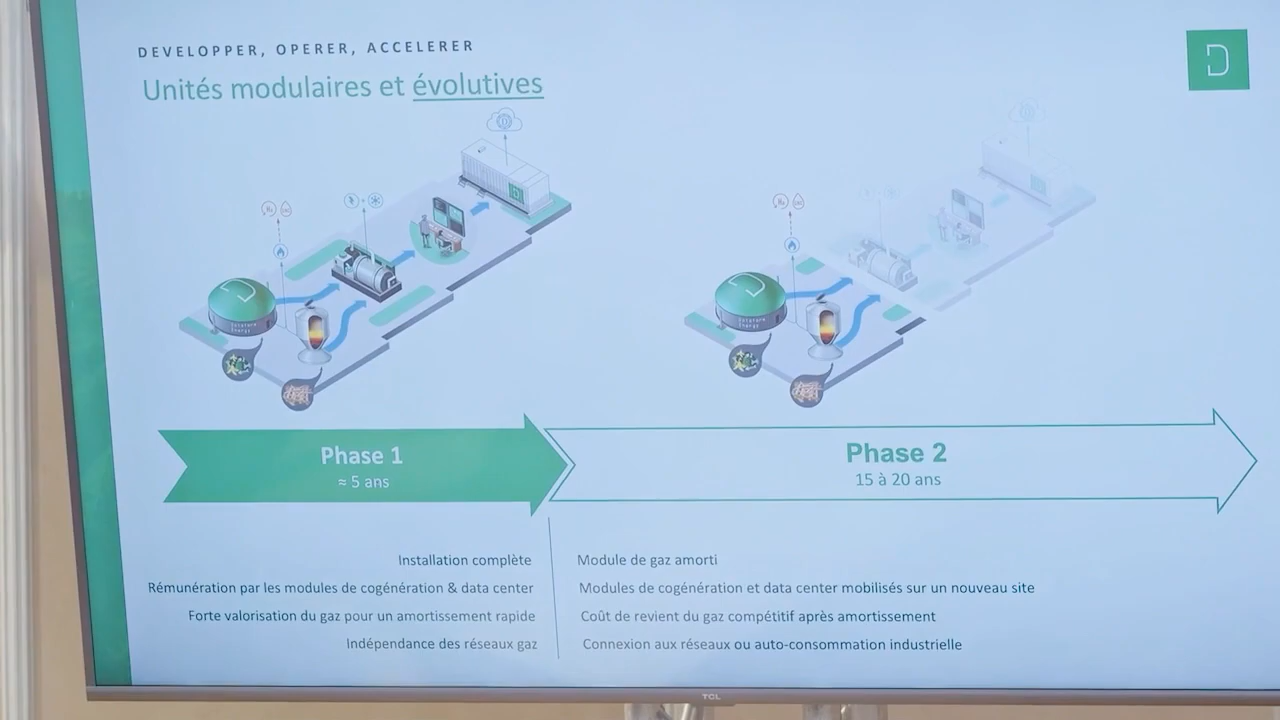 DEVELOPPER, OPERER, ACCELERER
Unités modulaires et évolutives
Phase 1
≈ 5 ans
Phase 2
15 à 20 ans
Installation complète
Rémunération par les modules de cogénération & data center
Forte valorisation du gaz pour un amortissement rapide
Indépendance des réseaux gaz
Module de gaz amorti
Modules de cogénération et data center mobilisés sur un nouveau site
Coût de revient du gaz compétitif après amortissement
Connexion aux réseaux ou auto-consommation industrielle
TCL